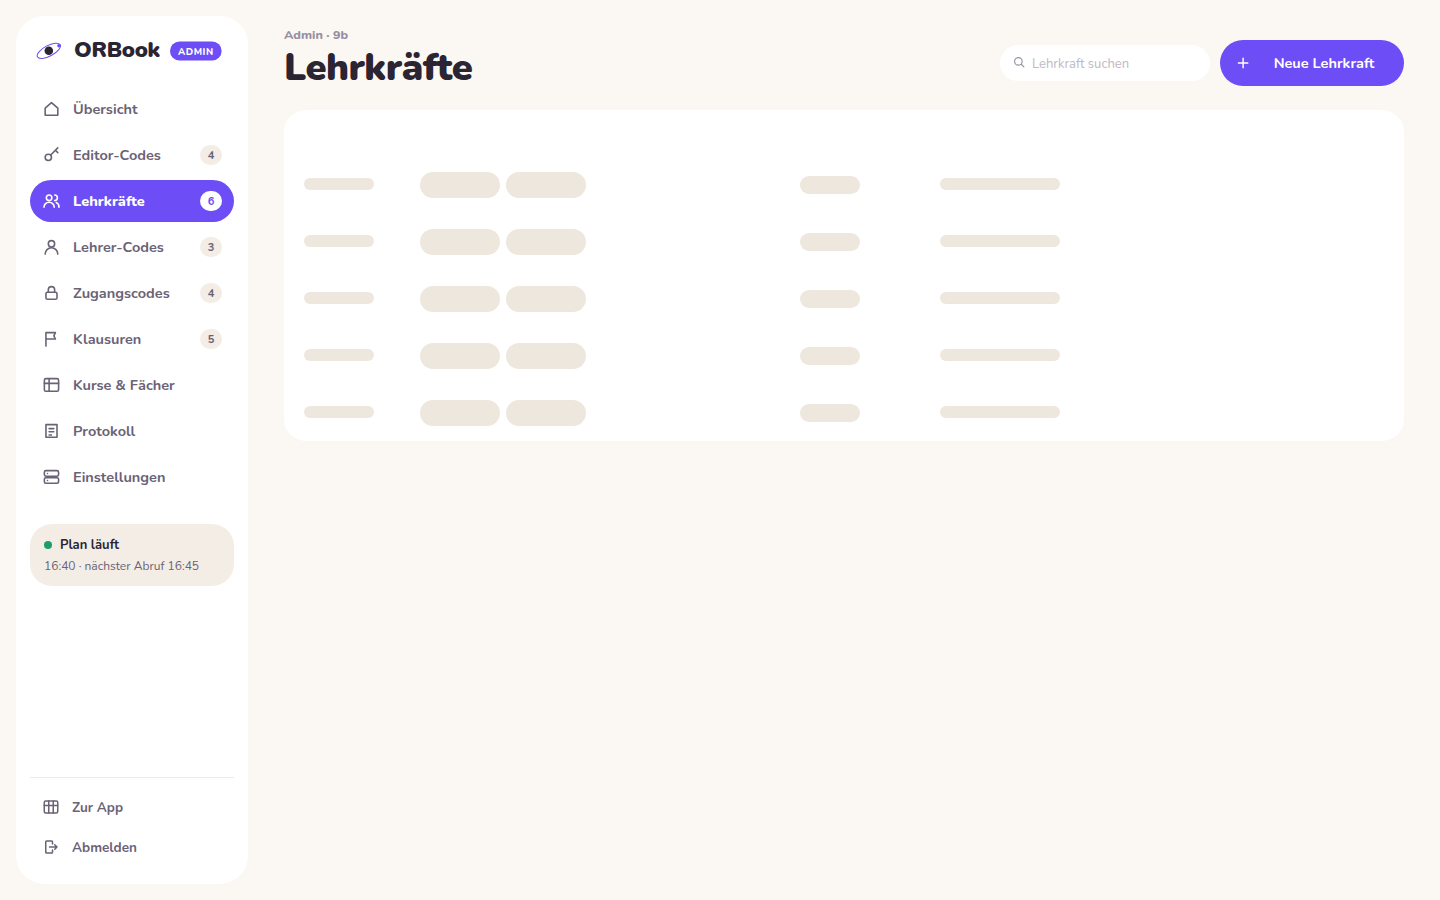 ORBook ADMIN
Übersicht
Editor-Codes 4
Lehrkräfte 6
Lehrer-Codes 3
Zugangscodes 4
Klausuren 5
Kurse & Fächer
Protokoll
Einstellungen
Plan läuft
16:40 · nächster Abruf 16:45
Zur App
Abmelden
Admin · 9b
Lehrkräfte
Lehrkraft suchen
Neue Lehrkraft